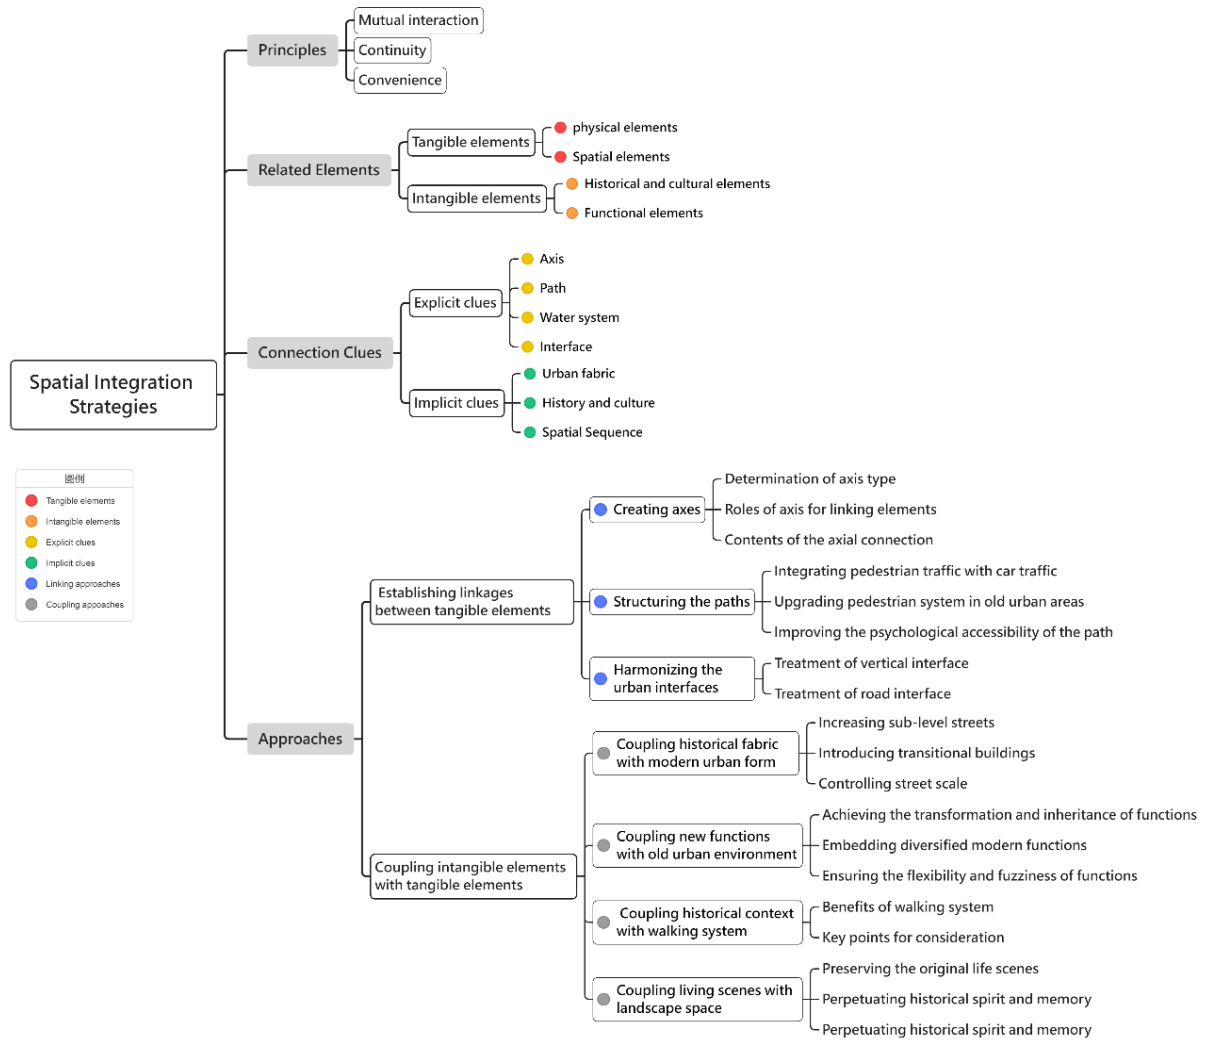 Principles
Mutual interaction
Continuity
Convenience
Related Elements
Tangible elements
physical elements
Spatial elements
Intangible elements
Historical and cultural elements
Functional elements
Connection Clues
Explicit clues
Axis
Path
Water system
Interface
Implicit clues
Urban fabric
History and culture
Spatial Sequence
Spatial Integration
Strategies
圖例
Tangible elements
Intangible elements
Explicit clues
Implicit clues
Linking approaches
Coupling appoaches
Approaches
Establishing linkages
between tangible elements
Creating axes
Determination of axis type
Roles of axis for linking elements
Contents of the axial connection
Structuring the paths
Integrating pedestrian traffic with car traffic
Upgrading pedestrian system in old urban areas
Improving the psychological accessibility of the path
Harmonizing the
urban interfaces
Treatment of vertical interface
Treatment of road interface
Coupling intangible elements
with tangible elements
Coupling historical fabric
with modern urban form
Increasing sub-level streets
Introducing transitional buildings
Controlling street scale
Coupling new functions
with old urban environment
Achieving the transformation and inheritance of functions
Embedding diversified modern functions
Ensuring the flexibility and fuzziness of functions
Coupling historical context
with walking system
Benefits of walking system
Key points for consideration
Coupling living scenes with
landscape space
Preserving the original life scenes
Perpetuating historical spirit and memory
Perpetuating historical spirit and memory